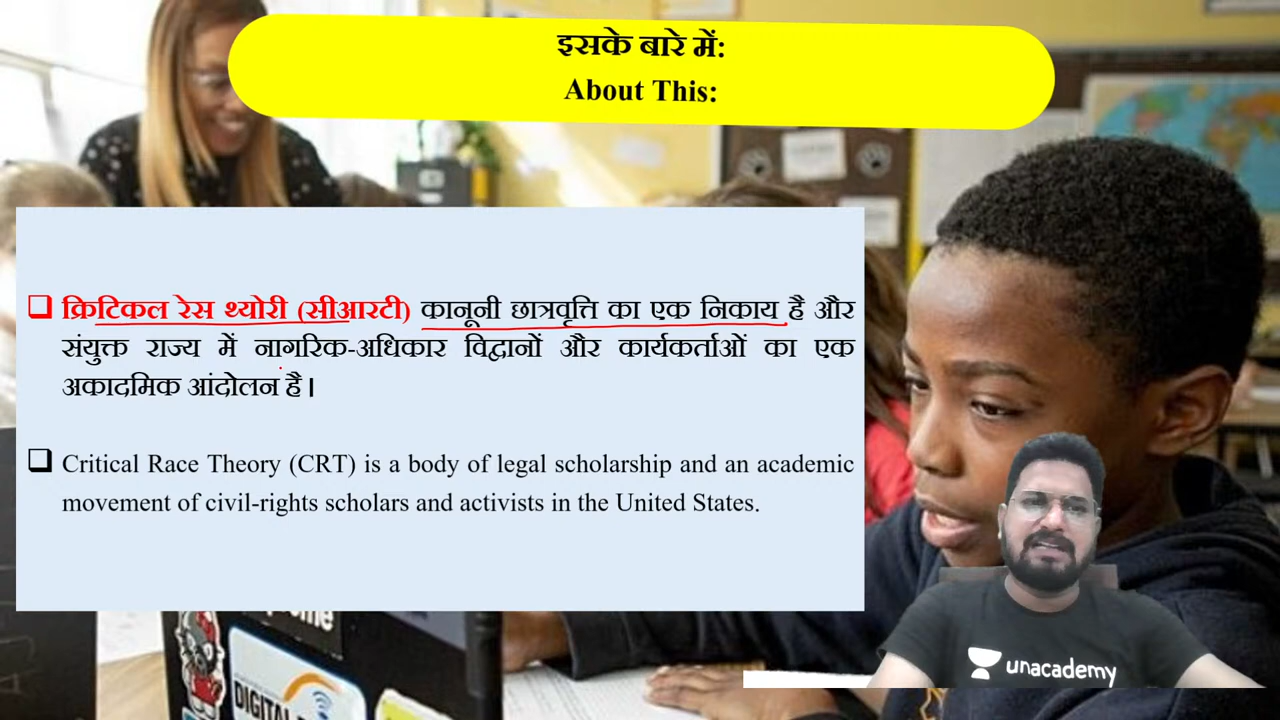 इसके बारे में:
About This:
क्रिटिकल रेस थ्योरी (सीआरटी) कानूनी छात्रवृत्ति का एक निकाय है और
संयुक्त राज्य में नागरिक-अधिकार विद्वानों और कार्यकर्ताओं का एक
अकादमिक आंदोलन है।
Critical Race Theory (CRT) is a body of legal scholarship and an academic
movement of civil-rights scholars and activists in the United States.
unacademy
DIGITAL